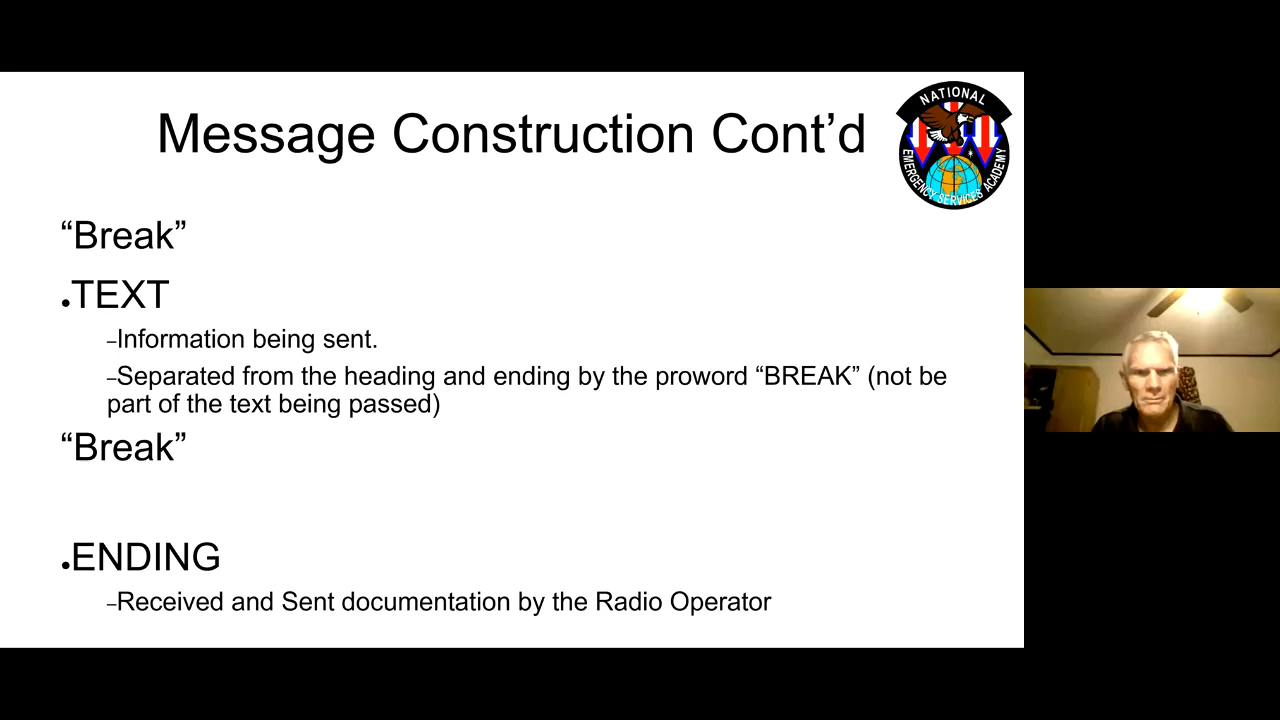 Message Construction Cont’d
NATIONAL
EMERGENCY SERVICES ACADEMY
“Break”
.TEXT
–Information being sent.
–Separated from the heading and ending by the proword “BREAK” (not be
part of the text being passed)
“Break”
.ENDING
–Received and Sent documentation by the Radio Operator